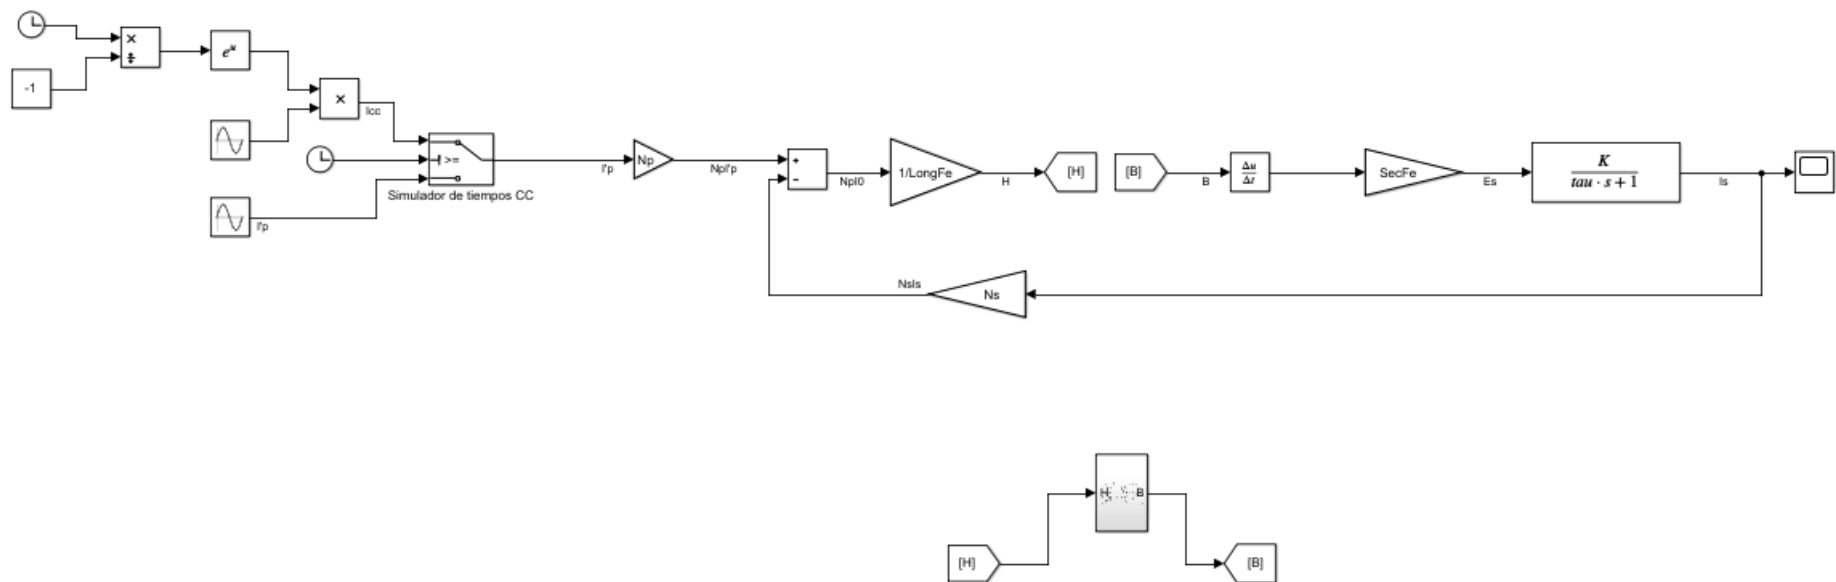 ×
÷
-1
e^u
×
Icc
>=
Simulador de tiempos CC
I'p
I'p
Np
NpI'p
+
−
NpI0
1/LongFe
H
[H]
[B]
B
Δu
Δt
SecFe
Es
K
tau · s + 1
Is
NsIs
Ns
H
B
[H]
[B]